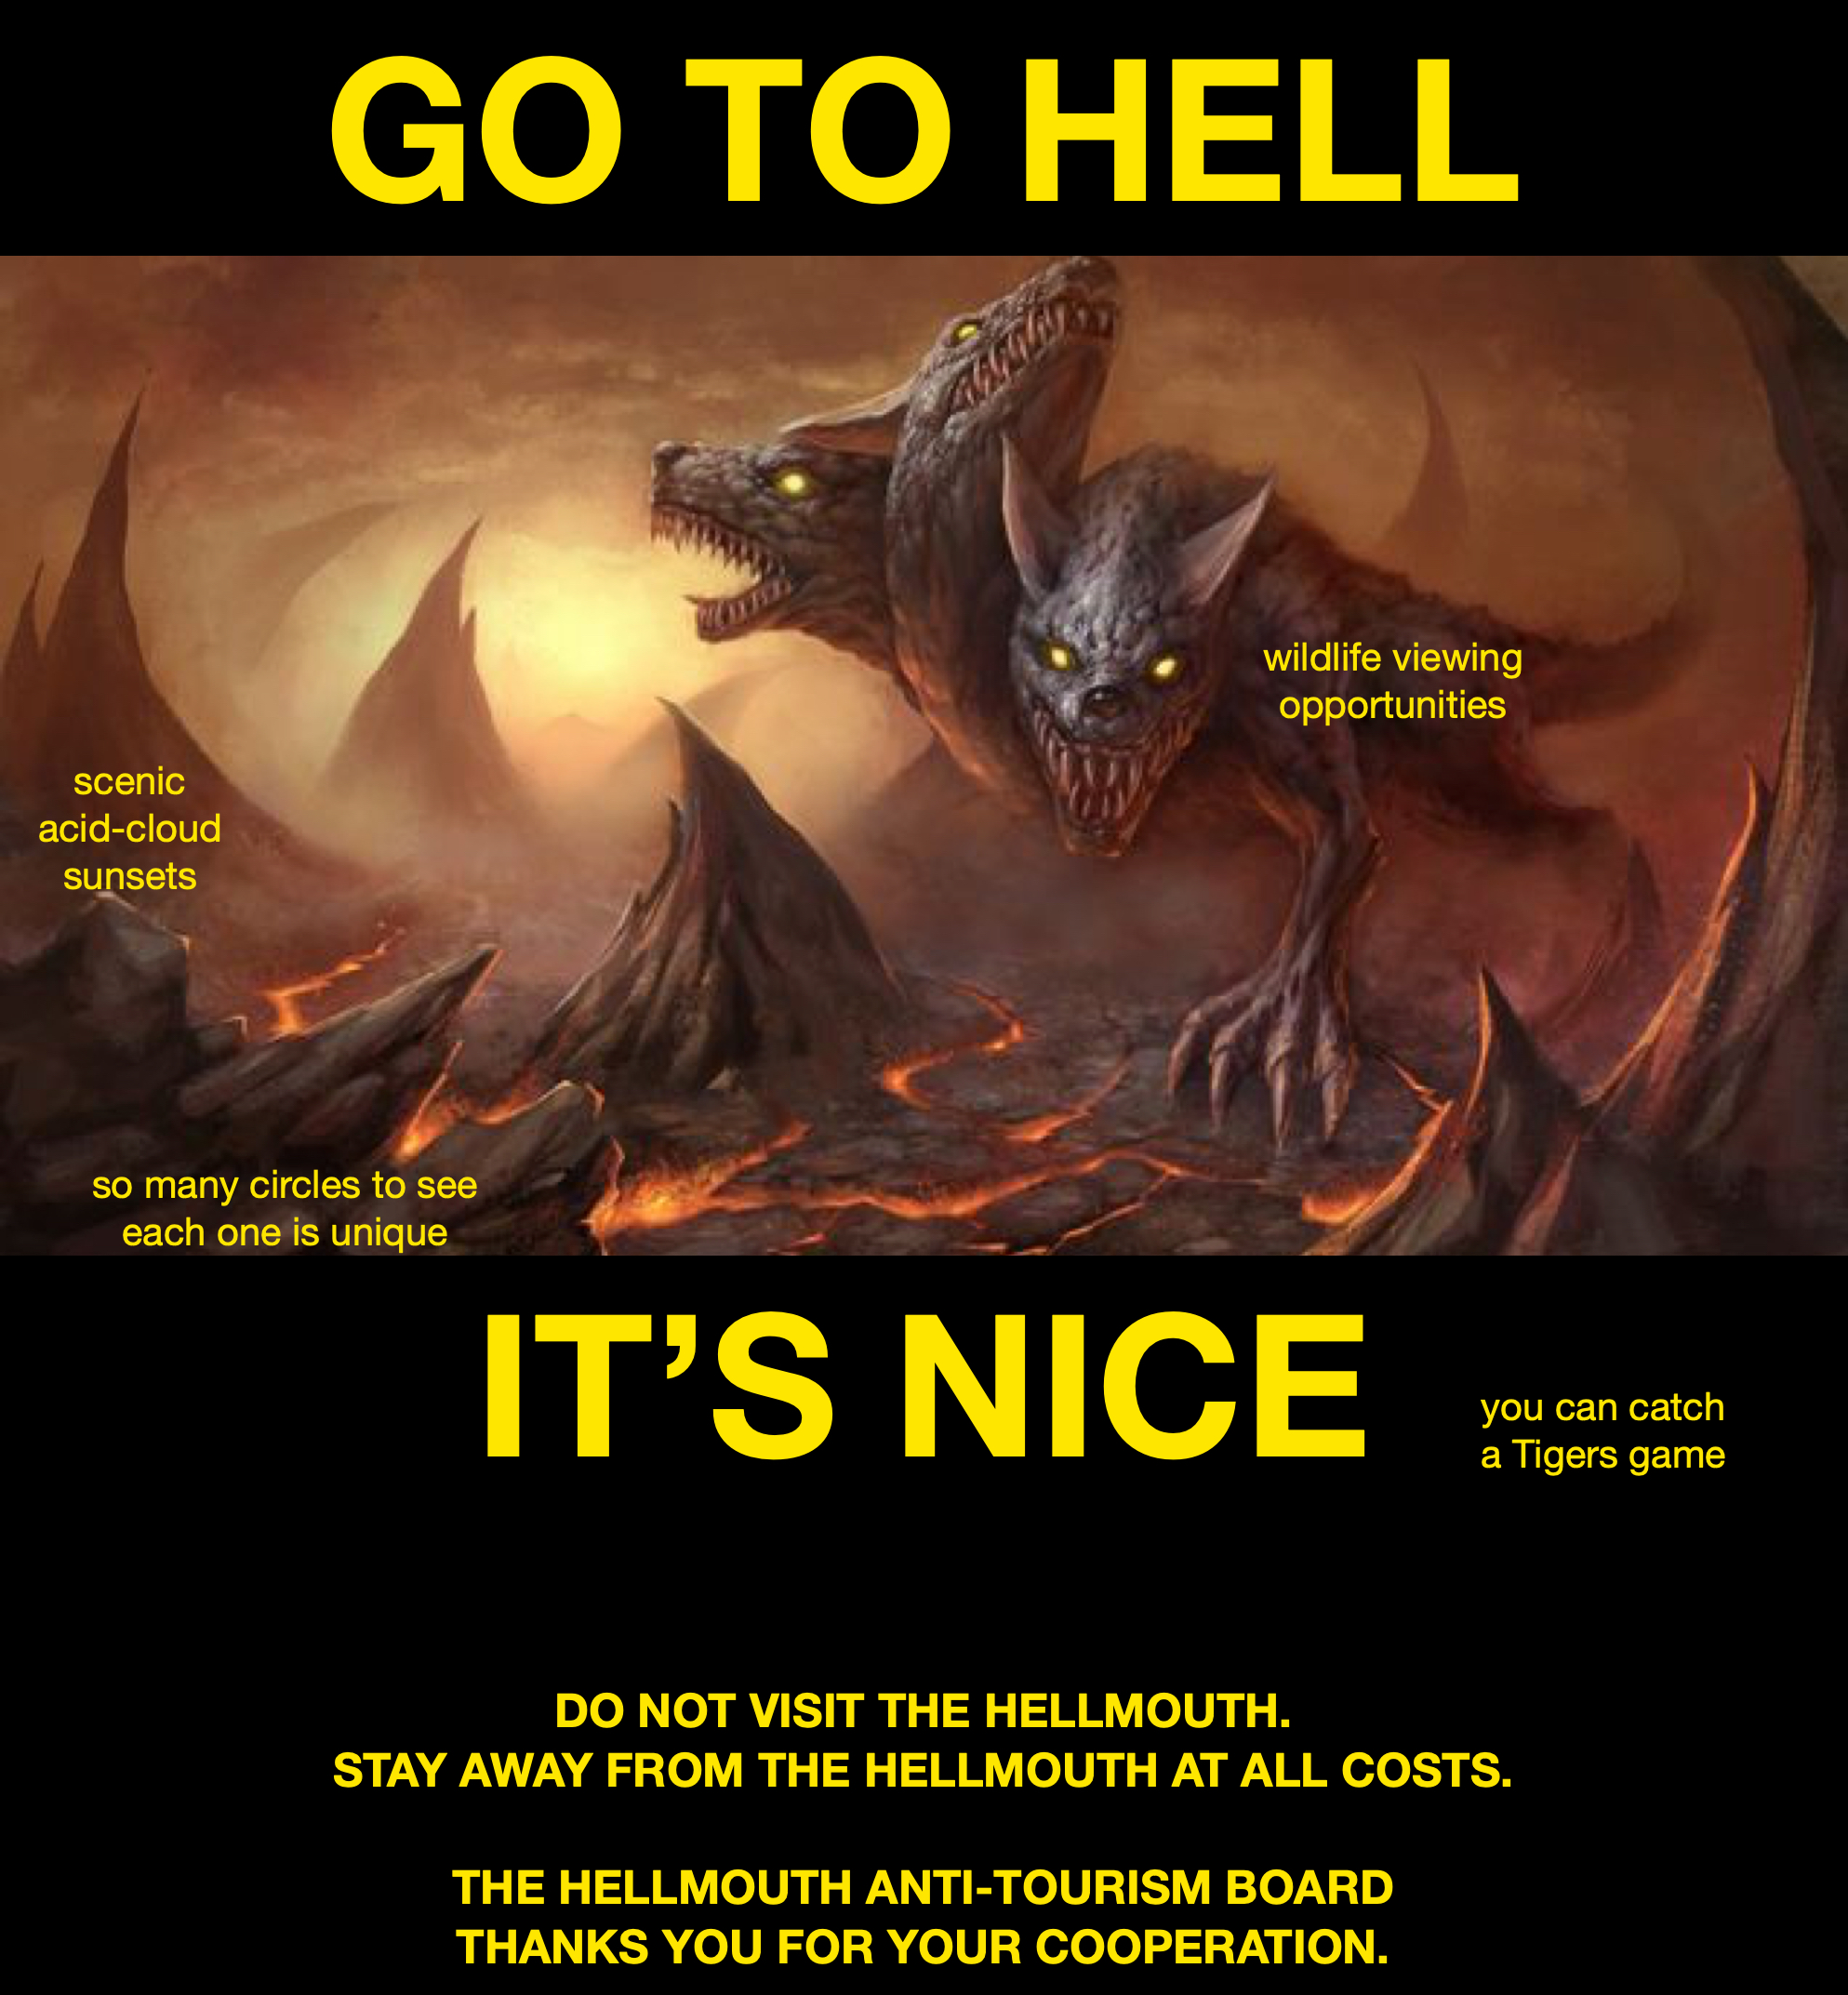 GO TO HELL
wildlife viewing
opportunities
scenic
acid-cloud
sunsets
so many circles to see
each one is unique
IT’S NICE
you can catch
a Tigers game
DO NOT VISIT THE HELLMOUTH.
STAY AWAY FROM THE HELLMOUTH AT ALL COSTS.
THE HELLMOUTH ANTI-TOURISM BOARD
THANKS YOU FOR YOUR COOPERATION.